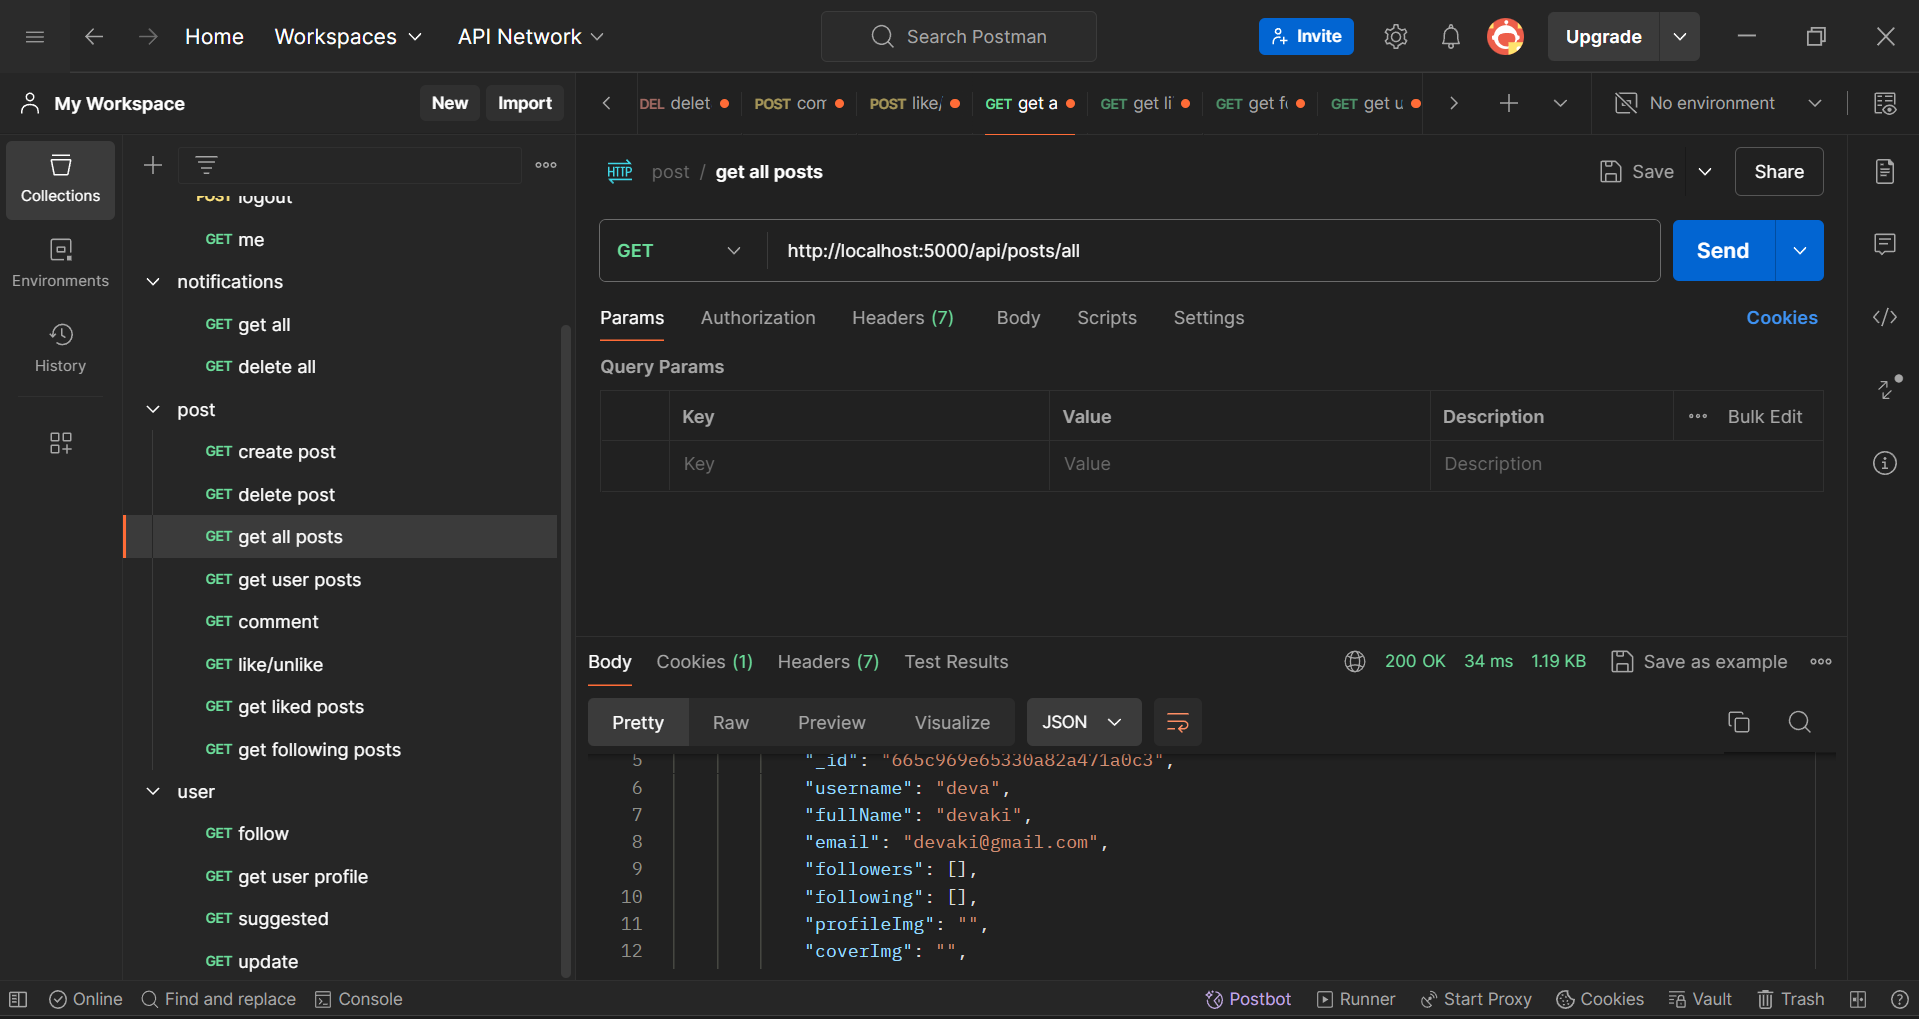 Home
Workspaces
API Network
Search Postman
Invite
Upgrade
My Workspace
New
Import
DEL delet
POST com
POST like/
GET get a
GET get li
GET get f
GET get u
No environment
Collections
Environments
History
POST logout
GET me
notifications
GET get all
GET delete all
post
GET create post
GET delete post
GET get all posts
GET get user posts
GET comment
GET like/unlike
GET get liked posts
GET get following posts
user
GET follow
GET get user profile
GET suggested
GET update
HTTP post / get all posts
Save
Share
GET http://localhost:5000/api/posts/all
Send
Params Authorization Headers (7) Body Scripts Settings
Cookies
Query Params
Key Value Description ••• Bulk Edit
Key Value Description
Body Cookies (1) Headers (7) Test Results
200 OK 34 ms 1.19 KB Save as example
Pretty Raw Preview Visualize JSON
5 "_id": "665c969e65330a82a471a0c3",
6 "username": "deva",
7 "fullName": "devaki",
8 "email": "devaki@gmail.com",
9 "followers": [],
10 "following": [],
11 "profileImg": "",
12 "coverImg": "",
Online Find and replace Console
Postbot Runner Start Proxy Cookies Vault Trash